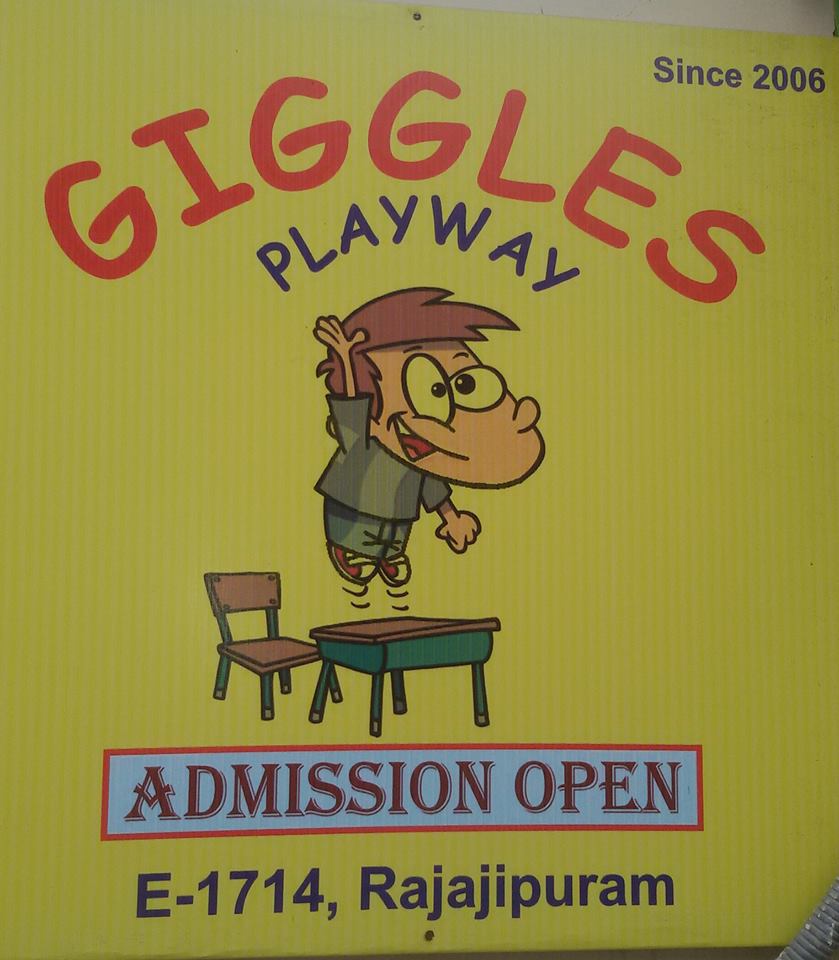 Since 2006
GIGGLES
PLAYWAY
ADMISSION OPEN
E-1714, Rajajipuram